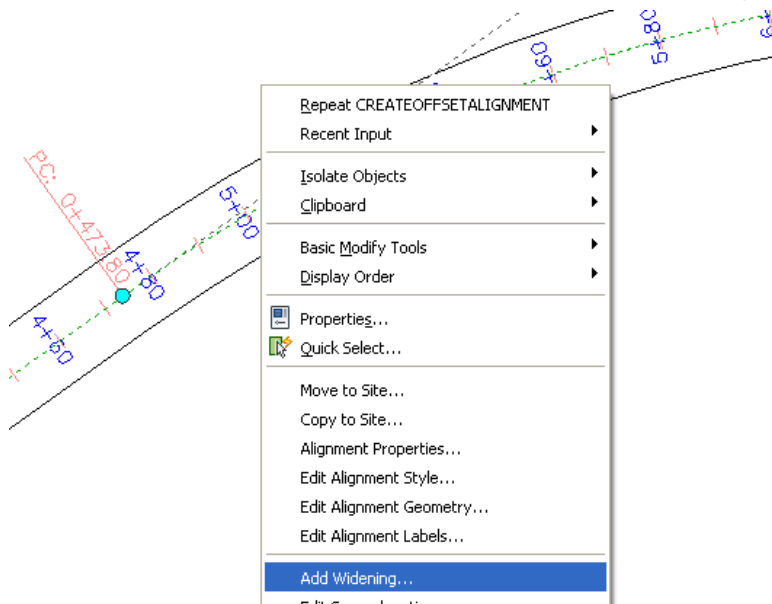 Repeat CREATEOFFSETALIGNMENT
Recent Input
Isolate Objects
Clipboard
Basic Modify Tools
Display Order
Properties...
Quick Select...
Move to Site...
Copy to Site...
Alignment Properties...
Edit Alignment Style...
Edit Alignment Geometry...
Edit Alignment Labels...
Add Widening...
PC: 0+473.80
4+60
4+80
5+00
5+80